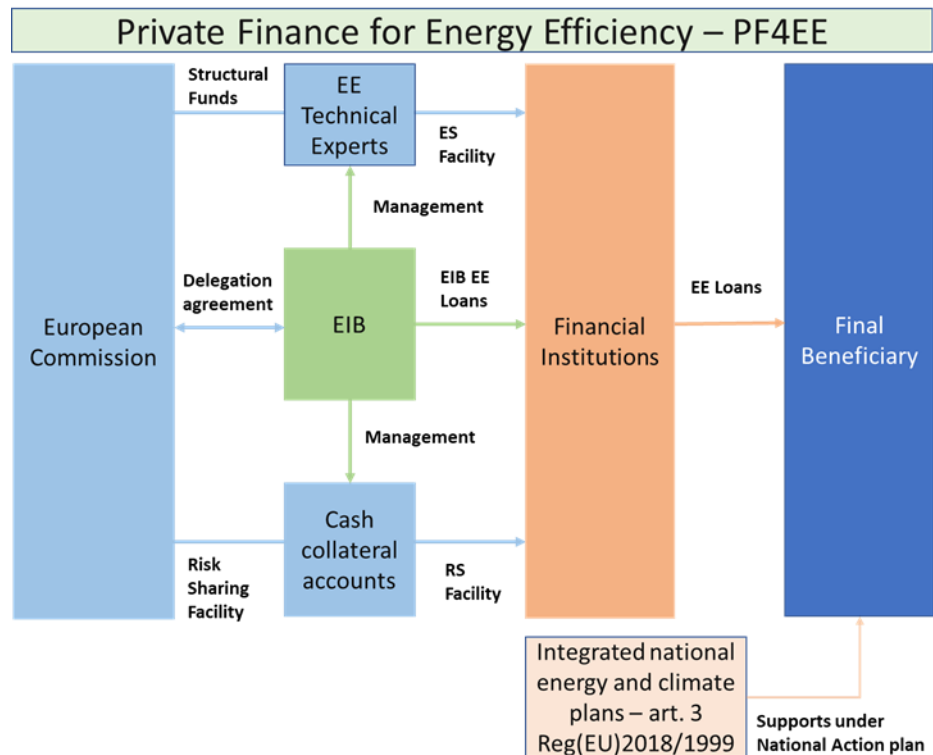 Private Finance for Energy Efficiency – PF4EE
Structural
Funds
EE
Technical
Experts
ES
Facility
Management
Delegation
agreement
EIB EE
Loans
EE Loans
European
Commission
EIB
Financial
Institutions
Final
Beneficiary
Management
Cash
collateral
accounts
Risk
Sharing
Facility
RS
Facility
Integrated national
energy and climate
plans – art. 3
Reg(EU)2018/1999
Supports under
National Action plan